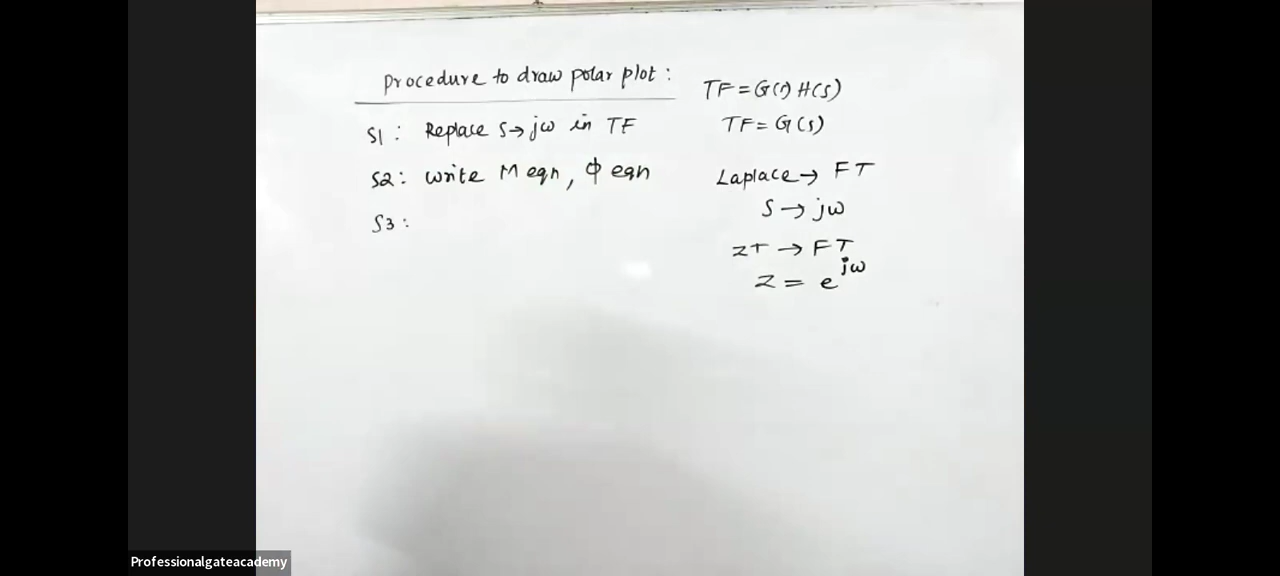 Procedure to draw polar plot :
S1 : Replace S→jω in TF
S2 : write M eqn, Φ eqn
S3 :
TF = G(s) H(s)
TF = G(s)
Laplace → FT
S → jω
ZT → FT
Z = e^jω
Professionalgateacademy